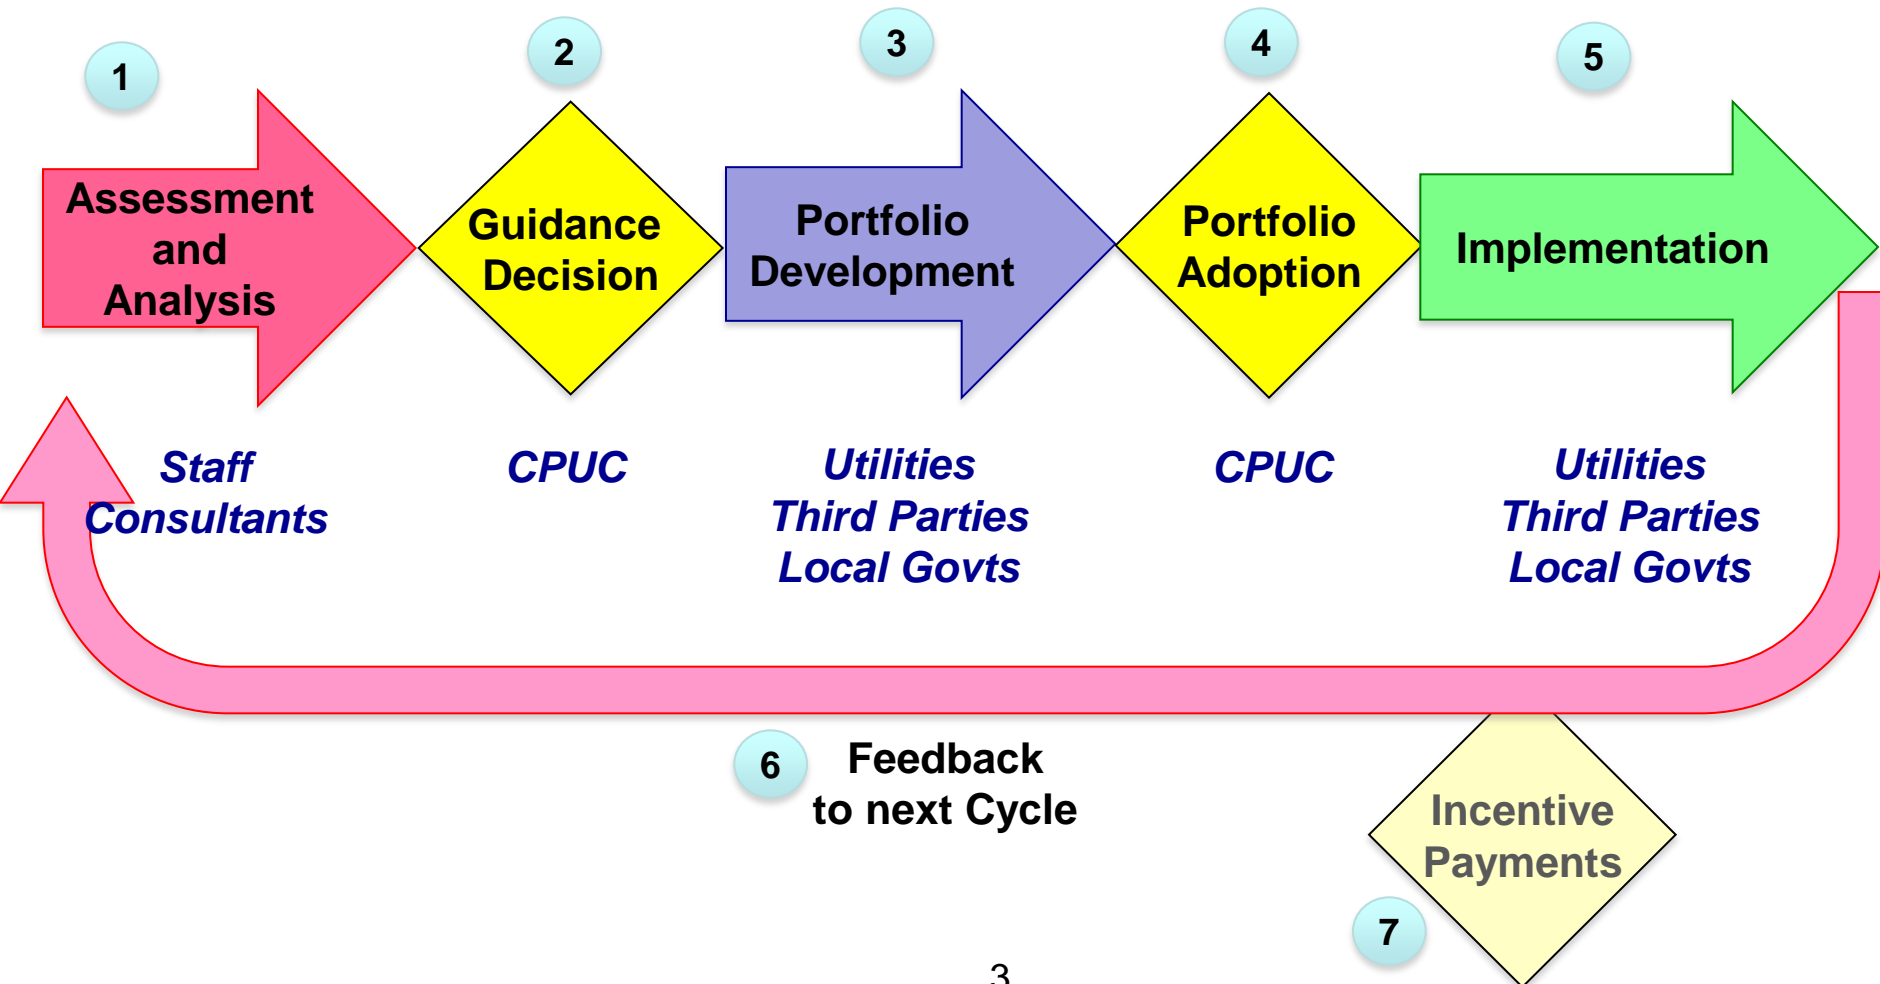 1
2
3
4
5
Assessment
and
Analysis
Guidance
Decision
Portfolio
Development
Portfolio
Adoption
Implementation
Staff
Consultants
CPUC
Utilities
Third Parties
Local Govts
CPUC
Utilities
Third Parties
Local Govts
6
Feedback
to next Cycle
Incentive
Payments
7
3